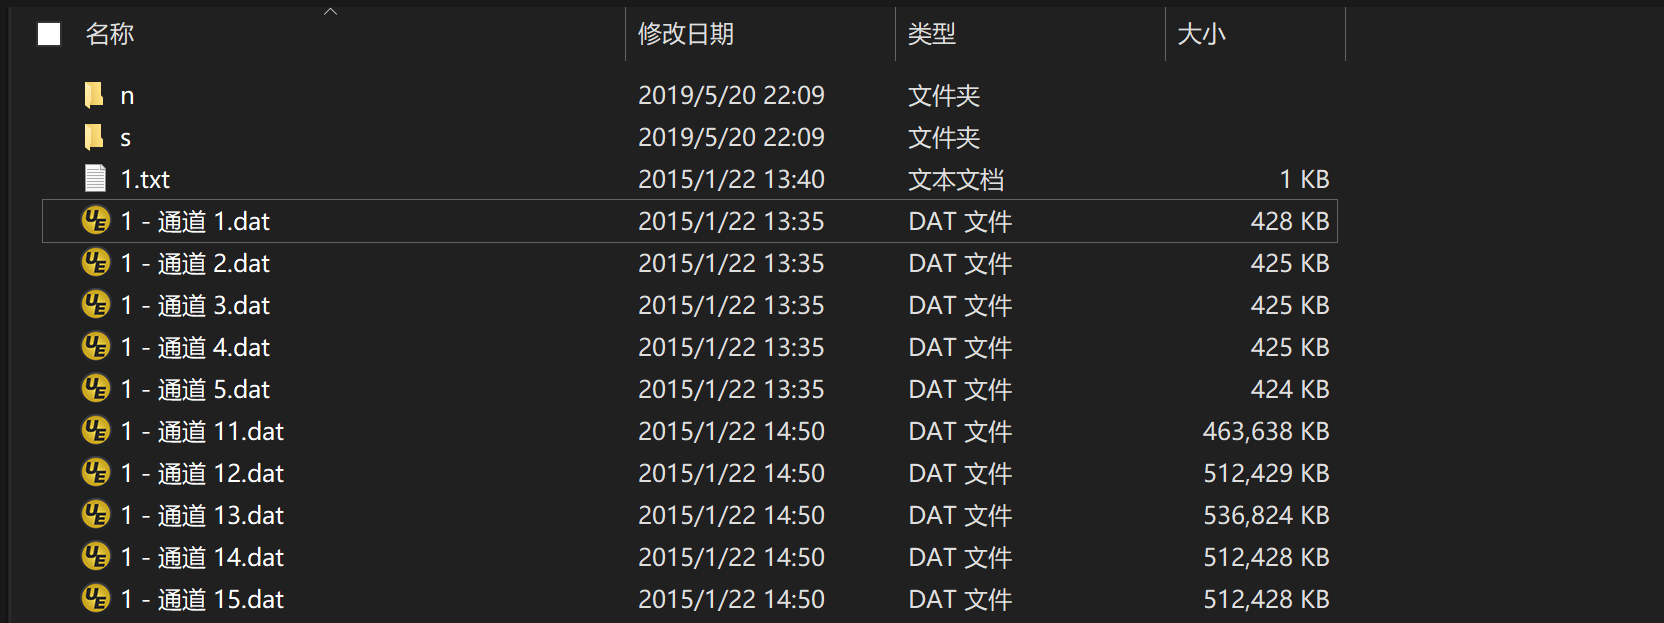 名称 修改日期 类型 大小
n 2019/5/20 22:09 文件夹
s 2019/5/20 22:09 文件夹
1.txt 2015/1/22 13:40 文本文档 1 KB
1 - 通道 1.dat 2015/1/22 13:35 DAT 文件 428 KB
1 - 通道 2.dat 2015/1/22 13:35 DAT 文件 425 KB
1 - 通道 3.dat 2015/1/22 13:35 DAT 文件 425 KB
1 - 通道 4.dat 2015/1/22 13:35 DAT 文件 425 KB
1 - 通道 5.dat 2015/1/22 13:35 DAT 文件 424 KB
1 - 通道 11.dat 2015/1/22 14:50 DAT 文件 463,638 KB
1 - 通道 12.dat 2015/1/22 14:50 DAT 文件 512,429 KB
1 - 通道 13.dat 2015/1/22 14:50 DAT 文件 536,824 KB
1 - 通道 14.dat 2015/1/22 14:50 DAT 文件 512,428 KB
1 - 通道 15.dat 2015/1/22 14:50 DAT 文件 512,428 KB